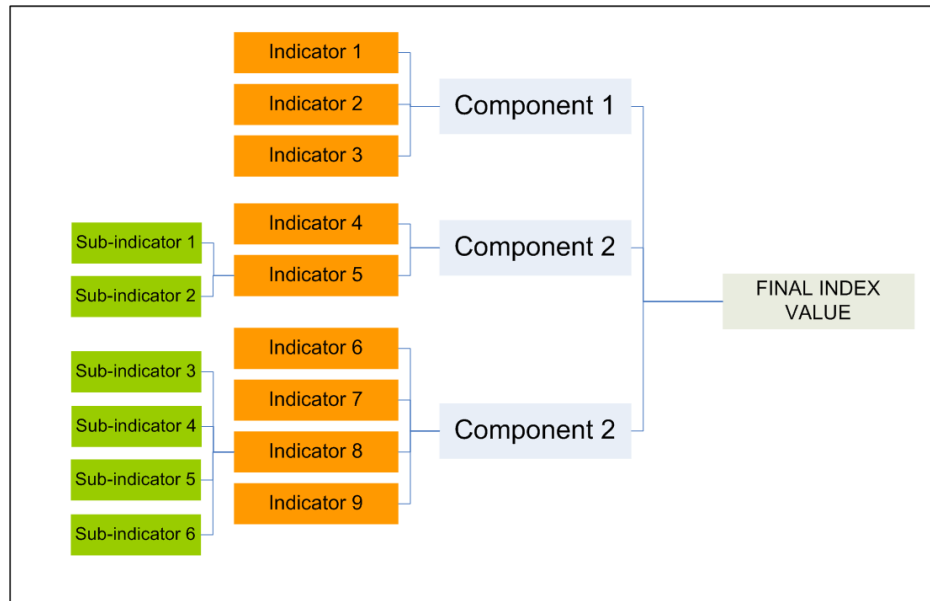 Indicator 1
Indicator 2
Indicator 3
Component 1
Sub-indicator 1
Sub-indicator 2
Indicator 4
Indicator 5
Component 2
Sub-indicator 3
Sub-indicator 4
Sub-indicator 5
Sub-indicator 6
Indicator 6
Indicator 7
Indicator 8
Indicator 9
Component 2
FINAL INDEX
VALUE